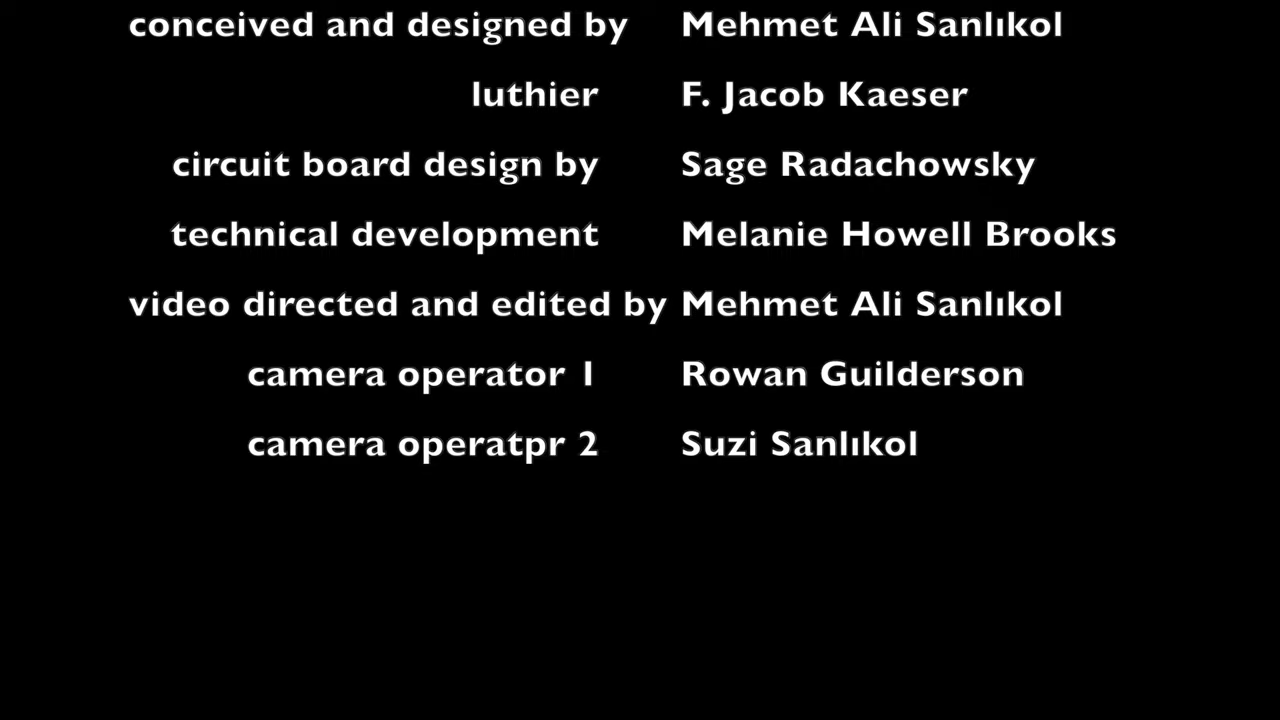 conceived and designed by Mehmet Ali Sanlıkol
luthier F. Jacob Kaeser
circuit board design by Sage Radachowsky
technical development Melanie Howell Brooks
video directed and edited by Mehmet Ali Sanlıkol
camera operator 1 Rowan Guilderson
camera operatpr 2 Suzi Sanlıkol